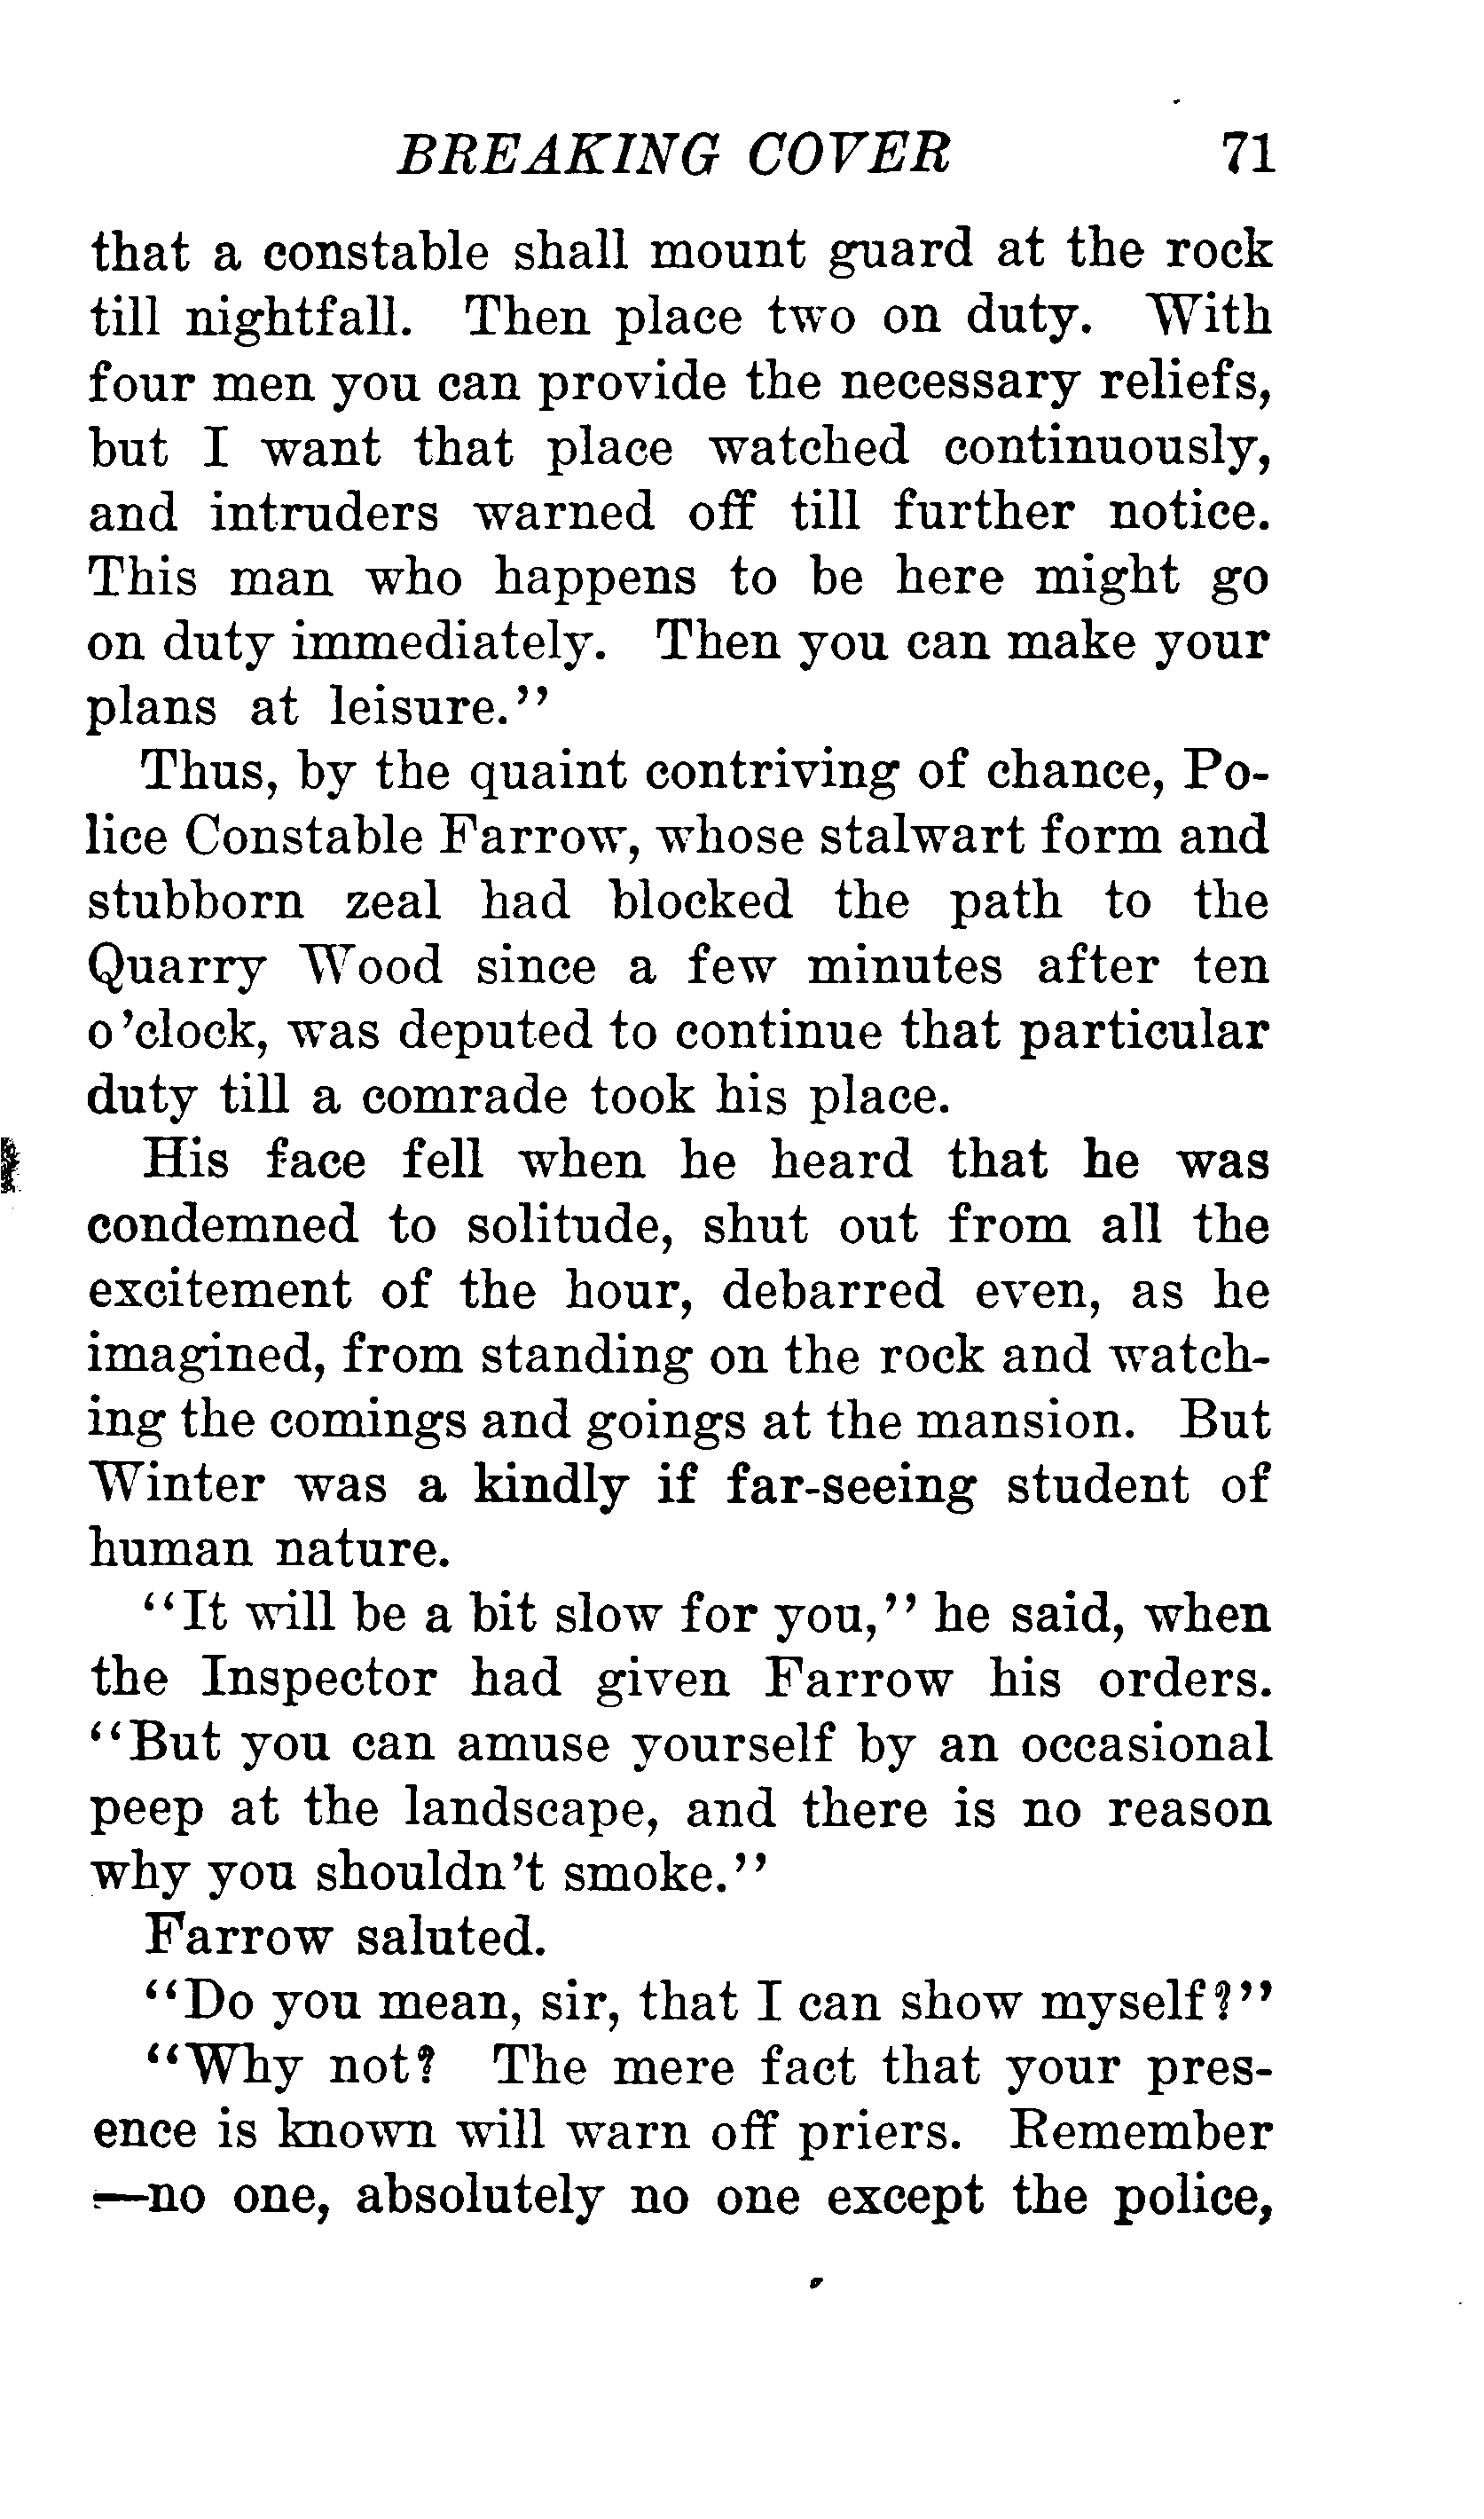 BREAKING COVER 71
that a constable shall mount guard at the rock
till nightfall. Then place two on duty. With
four men you can provide the necessary reliefs,
but I want that place watched continuously,
and intruders warned off till further notice.
This man who happens to be here might go
on duty immediately. Then you can make your
plans at leisure.”
Thus, by the quaint contriving of chance, Po-
lice Constable Farrow, whose stalwart form and
stubborn zeal had blocked the path to the
Quarry Wood since a few minutes after ten
o’clock, was deputed to continue that particular
duty till a comrade took his place.
His face fell when he heard that he was
condemned to solitude, shut out from all the
excitement of the hour, debarred even, as he
imagined, from standing on the rock and watch-
ing the comings and goings at the mansion. But
Winter was a kindly if far-seeing student of
human nature.
“It will be a bit slow for you,” he said, when
the Inspector had given Farrow his orders.
“But you can amuse yourself by an occasional
peep at the landscape, and there is no reason
why you shouldn’t smoke.”
Farrow saluted.
“Do you mean, sir, that I can show myself?”
“Why not? The mere fact that your pres-
ence is known will warn off priers. Remember
—no one, absolutely no one except the police,